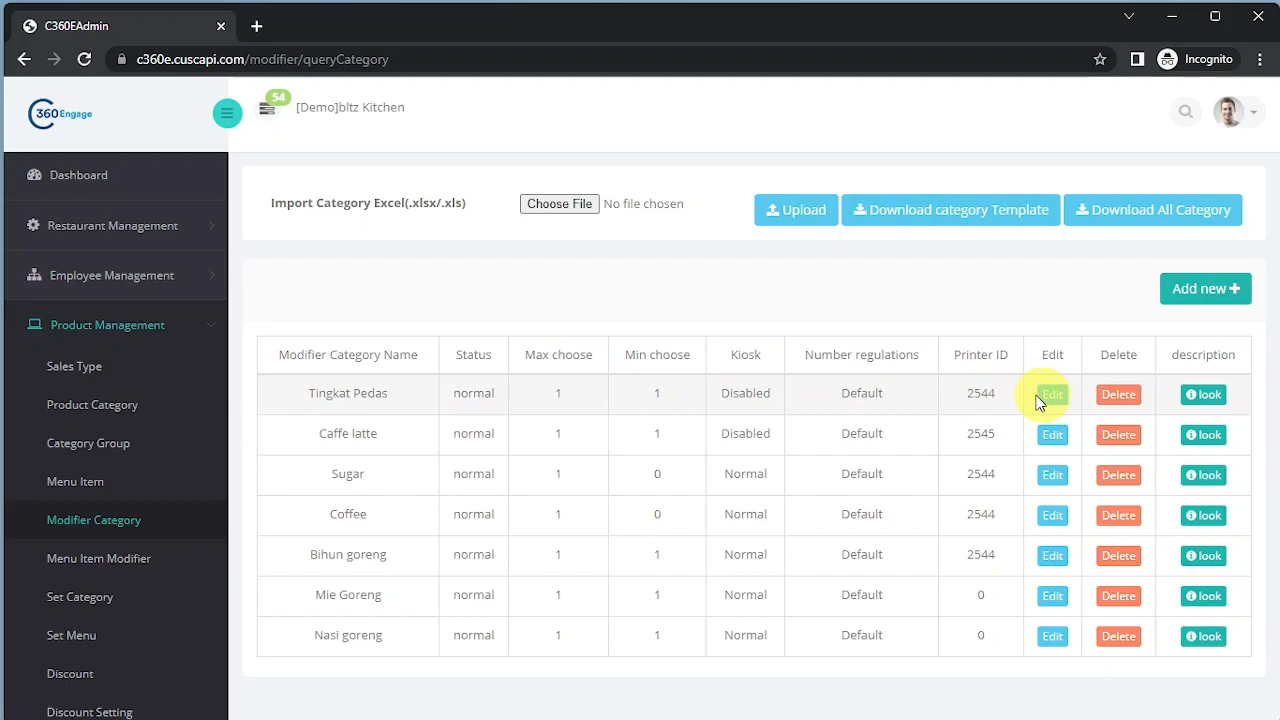 C360EAdmin
c360e.cuscapi.com/modifier/queryCategory
Incognito
C360 Engage
54
[Demo]bltz Kitchen
Dashboard
Restaurant Management
Employee Management
Product Management
Sales Type
Product Category
Category Group
Menu Item
Modifier Category
Menu Item Modifier
Set Category
Set Menu
Discount
Discount Setting
Import Category Excel(.xlsx/.xls)
Choose File No file chosen
Upload
Download category Template
Download All Category
Add new
Modifier Category Name Status Max choose Min choose Kiosk Number regulations Printer ID Edit Delete description
Tingkat Pedas normal 1 1 Disabled Default 2544 Edit Delete look
Caffe latte normal 1 1 Disabled Default 2545 Edit Delete look
Sugar normal 1 0 Normal Default 2544 Edit Delete look
Coffee normal 1 0 Normal Default 2544 Edit Delete look
Bihun goreng normal 1 1 Normal Default 2544 Edit Delete look
Mie Goreng normal 1 1 Normal Default 0 Edit Delete look
Nasi goreng normal 1 1 Normal Default 0 Edit Delete look